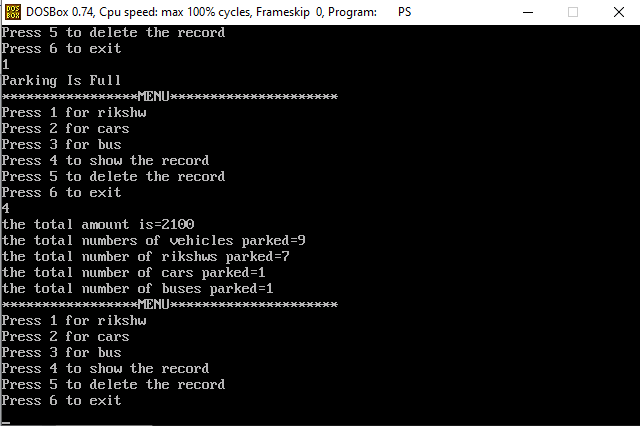 DOSBox 0.74, Cpu speed: max 100% cycles, Frameskip 0, Program: PS
Press 5 to delete the record
Press 6 to exit
1
Parking Is Full
*****************MENU*********************
Press 1 for rikshw
Press 2 for cars
Press 3 for bus
Press 4 to show the record
Press 5 to delete the record
Press 6 to exit
4
the total amount is=2100
the total numbers of vehicles parked=9
the total number of rikshws parked=7
the total number of cars parked=1
the total number of buses parked=1
*****************MENU*********************
Press 1 for rikshw
Press 2 for cars
Press 3 for bus
Press 4 to show the record
Press 5 to delete the record
Press 6 to exit
_